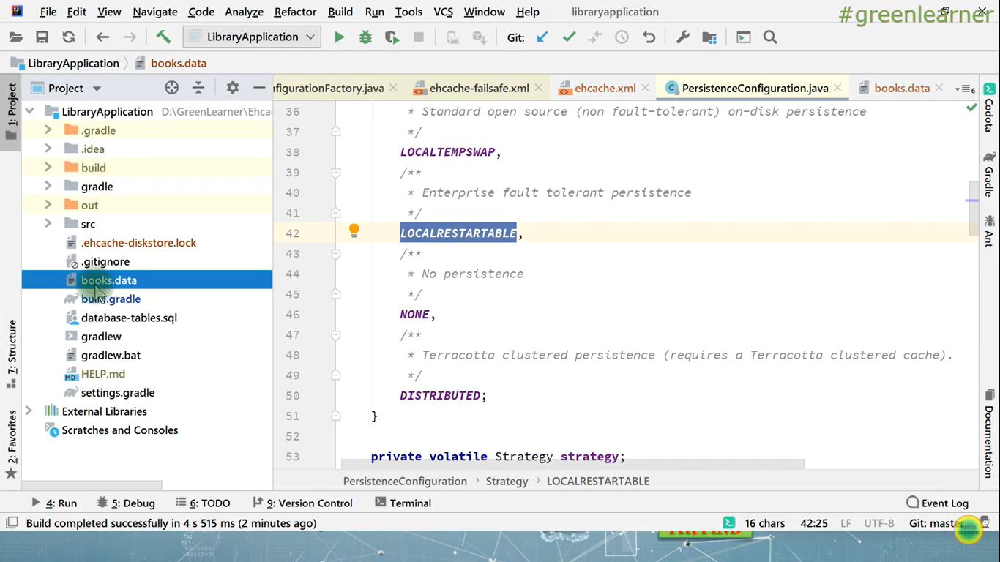 File Edit View Navigate Code Analyze Refactor Build Run Tools VCS Window Help libraryapplication
#greenlearner
LibraryApplication Git:
LibraryApplication books.data
1: Project
7: Structure
2: Favorites
Project
LibraryApplication D:\GreenLearner\Ehca
.gradle
.idea
build
gradle
out
src
.ehcache-diskstore.lock
.gitignore
books.data
build.gradle
database-tables.sql
gradlew
gradlew.bat
HELP.md
settings.gradle
External Libraries
Scratches and Consoles
nfigurationFactory.java ehcache-failsafe.xml ehcache.xml PersistenceConfiguration.java books.data 6
36 * Standard open source (non fault-tolerant) on-disk persistence
37 */
38 LOCALTEMPSWAP,
39 /**
40 * Enterprise fault tolerant persistence
41 */
42 LOCALRESTARTABLE,
43 /**
44 * No persistence
45 */
46 NONE,
47 /**
48 * Terracotta clustered persistence (requires a Terracotta clustered cache).
49 */
50 DISTRIBUTED;
51 }
52
53 private volatile Strategy strategy;
PersistenceConfiguration › Strategy › LOCALRESTARTABLE
Codota
Gradle
Ant
Documentation
4: Run 5: Debug 6: TODO 9: Version Control Terminal Event Log
Build completed successfully in 4 s 515 ms (2 minutes ago) 16 chars 42:25 LF UTF-8 Git: master